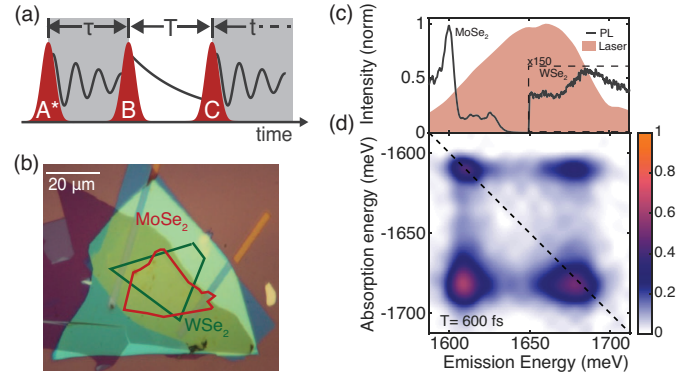 (a)
τ
T
t
A*
B
C
time
(b)
20 μm
MoSe₂
WSe₂
(c)
Intensity (norm)
1
0.5
0
MoSe₂
PL
Laser
x150
WSe₂
(d)
Absorption energy (meV)
-1600
-1650
-1700
T= 600 fs
1600
1650
1700
Emission Energy (meV)
1
0.8
0.6
0.4
0.2
0